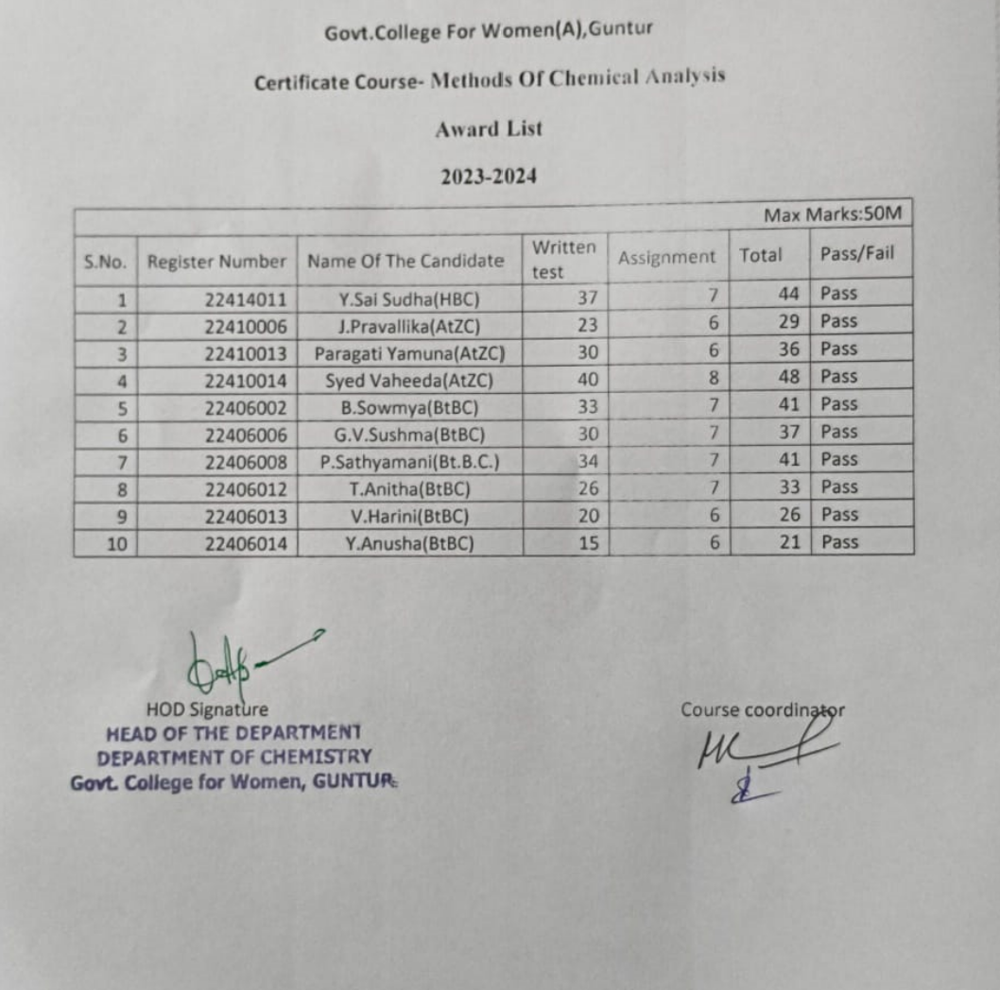 Govt.College For Women(A),Guntur
Certificate Course- Methods Of Chemical Analysis
Award List
2023-2024
Max Marks:50M
S.No. Register Number Name Of The Candidate Written test Assignment Total Pass/Fail
1 22414011 Y.Sai Sudha(HBC) 37 7 44 Pass
2 22410006 J.Pravallika(AtZC) 23 6 29 Pass
3 22410013 Paragati Yamuna(AtZC) 30 6 36 Pass
4 22410014 Syed Vaheeda(AtZC) 40 8 48 Pass
5 22406002 B.Sowmya(BtBC) 33 7 41 Pass
6 22406006 G.V.Sushma(BtBC) 30 7 37 Pass
7 22406008 P.Sathyamani(Bt.B.C.) 34 7 41 Pass
8 22406012 T.Anitha(BtBC) 26 7 33 Pass
9 22406013 V.Harini(BtBC) 20 6 26 Pass
10 22406014 Y.Anusha(BtBC) 15 6 21 Pass
HOD Signature
HEAD OF THE DEPARTMENT
DEPARTMENT OF CHEMISTRY
Govt. College for Women, GUNTUR.
Course coordinator